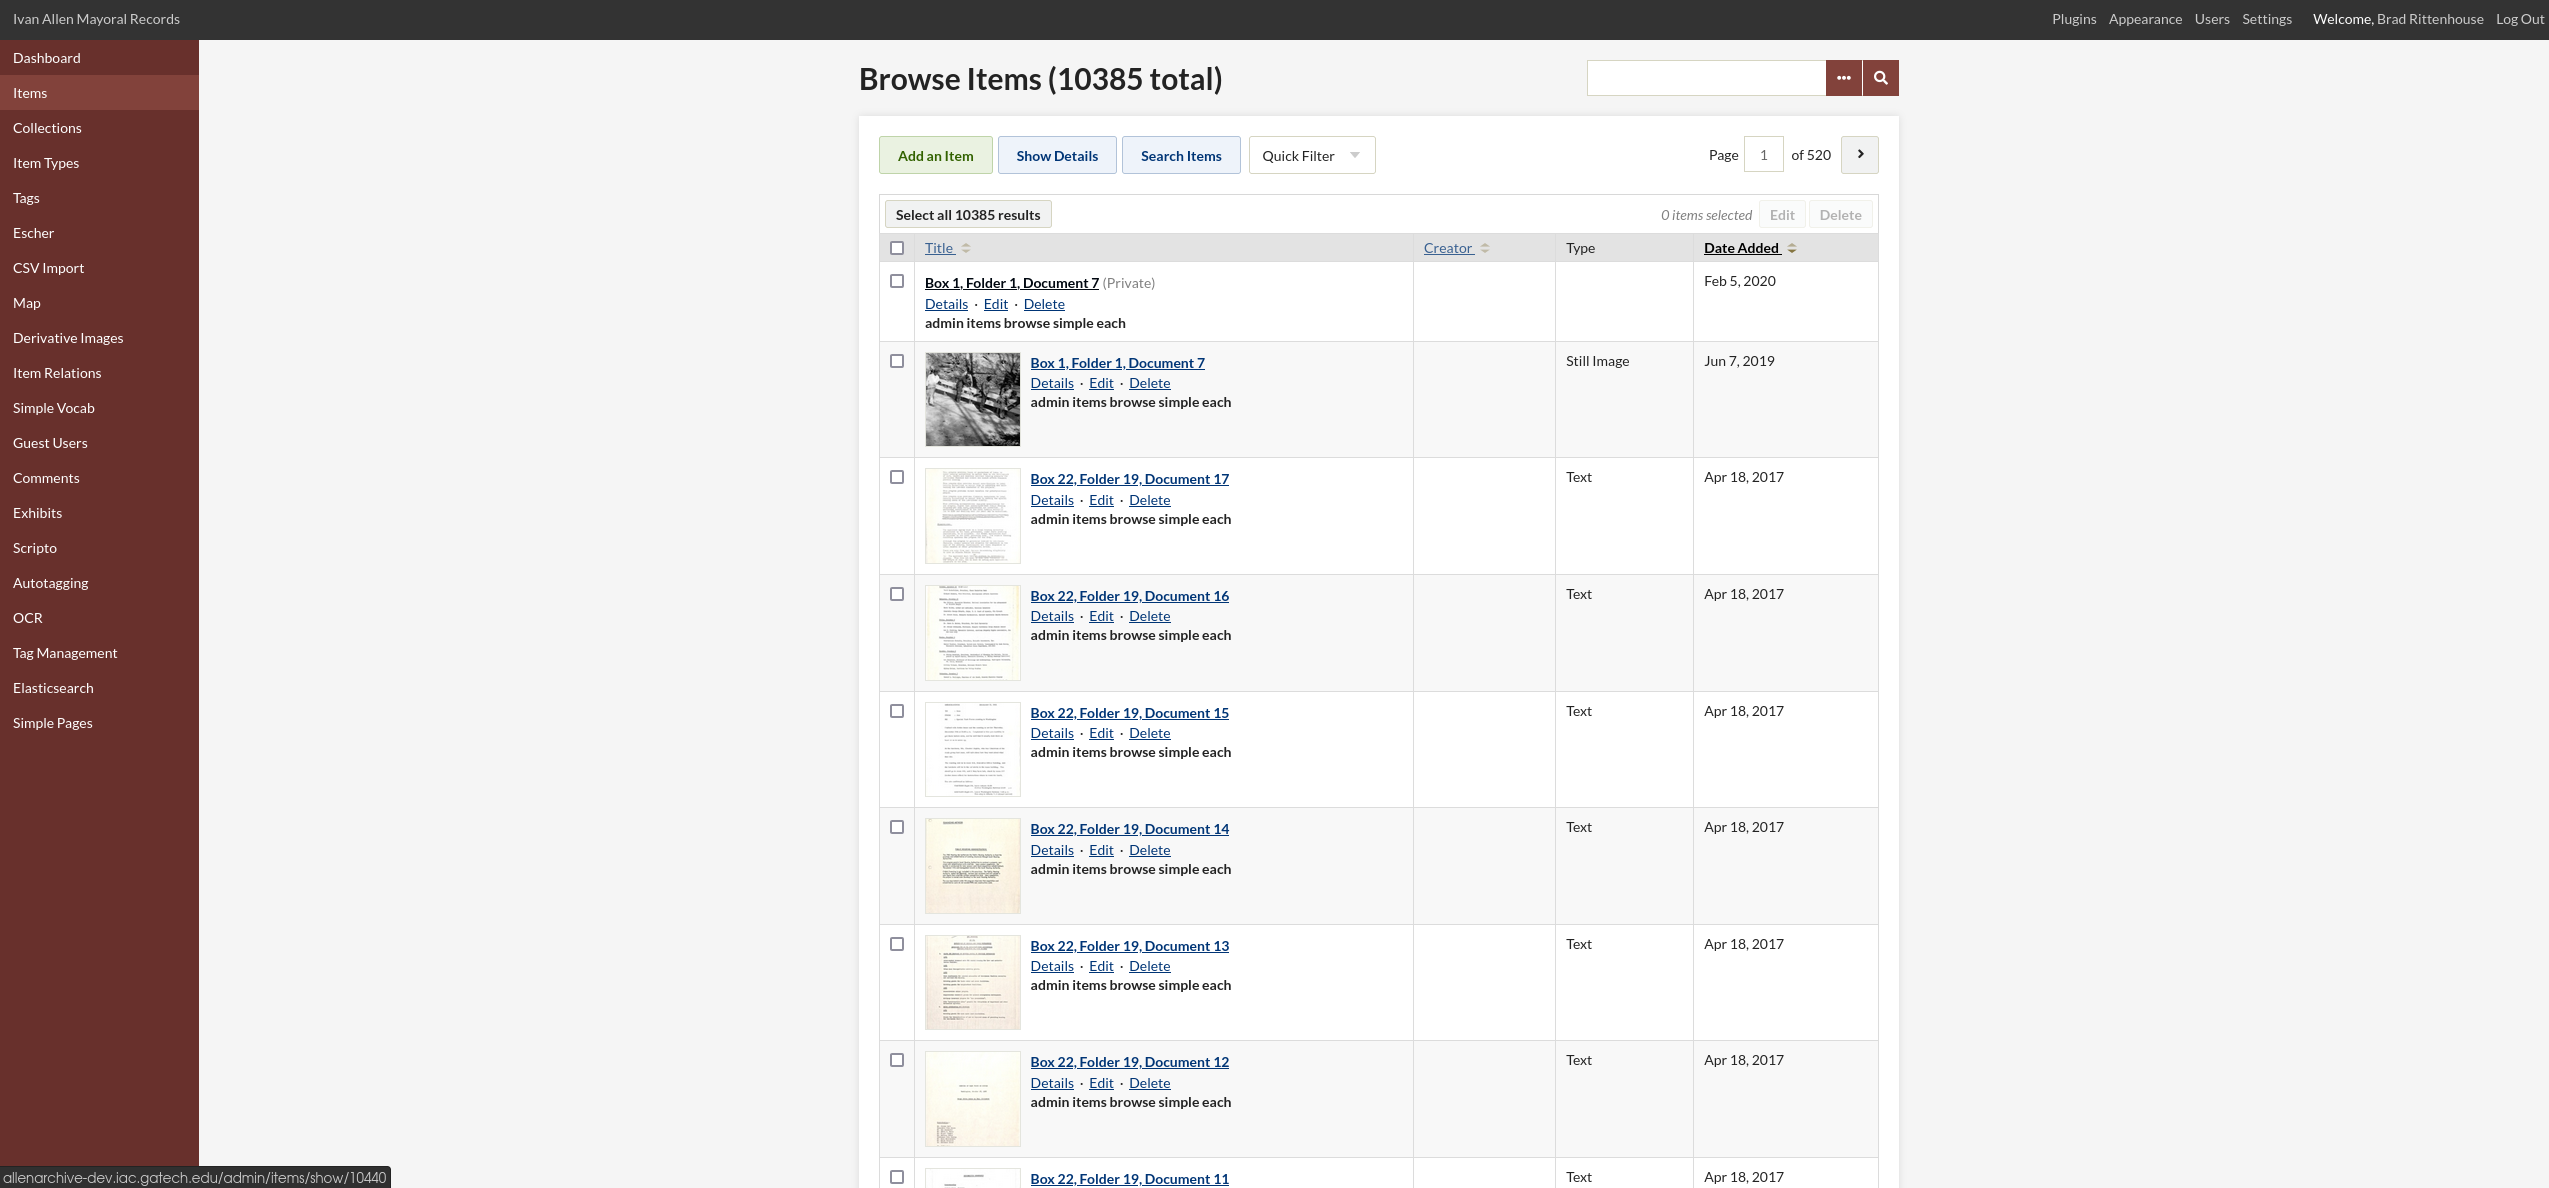 Ivan Allen Mayoral Records
Plugins Appearance Users Settings Welcome, Brad Rittenhouse Log Out
Dashboard
Items
Collections
Item Types
Tags
Escher
CSV Import
Map
Derivative Images
Item Relations
Simple Vocab
Guest Users
Comments
Exhibits
Scripto
Autotagging
OCR
Tag Management
Elasticsearch
Simple Pages
Browse Items (10385 total)
Add an Item Show Details Search Items Quick Filter Page 1 of 520
Select all 10385 results 0 items selected Edit Delete
Title Creator Type Date Added
Box 1, Folder 1, Document 7 (Private) Feb 5, 2020
Details · Edit · Delete
admin items browse simple each
Box 1, Folder 1, Document 7 Still Image Jun 7, 2019
Details · Edit · Delete
admin items browse simple each
Box 22, Folder 19, Document 17 Text Apr 18, 2017
Details · Edit · Delete
admin items browse simple each
Box 22, Folder 19, Document 16 Text Apr 18, 2017
Details · Edit · Delete
admin items browse simple each
Box 22, Folder 19, Document 15 Text Apr 18, 2017
Details · Edit · Delete
admin items browse simple each
Box 22, Folder 19, Document 14 Text Apr 18, 2017
Details · Edit · Delete
admin items browse simple each
Box 22, Folder 19, Document 13 Text Apr 18, 2017
Details · Edit · Delete
admin items browse simple each
Box 22, Folder 19, Document 12 Text Apr 18, 2017
Details · Edit · Delete
admin items browse simple each
Box 22, Folder 19, Document 11 Text Apr 18, 2017
allenarchive-dev.iac.gatech.edu/admin/items/show/10440